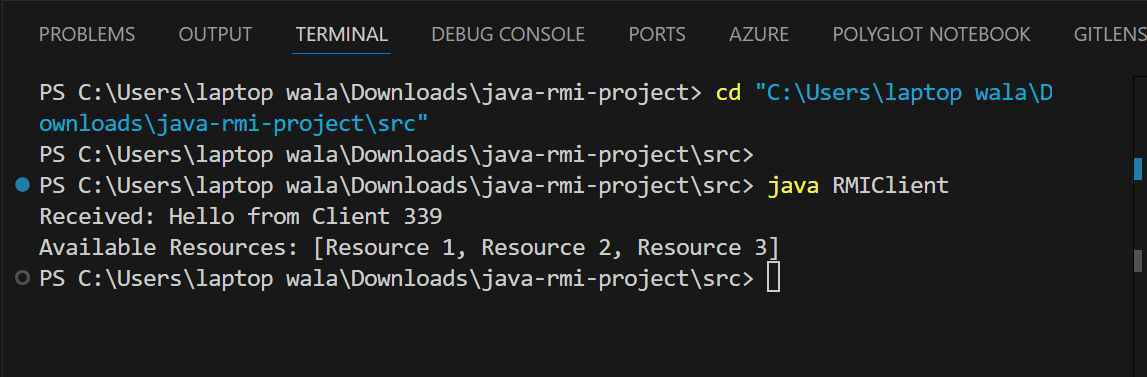 PROBLEMS OUTPUT TERMINAL DEBUG CONSOLE PORTS AZURE POLYGLOT NOTEBOOK GITLENS
PS C:\Users\laptop wala\Downloads\java-rmi-project> cd "C:\Users\laptop wala\D
ownloads\java-rmi-project\src"
PS C:\Users\laptop wala\Downloads\java-rmi-project\src>
PS C:\Users\laptop wala\Downloads\java-rmi-project\src> java RMIClient
Received: Hello from Client 339
Available Resources: [Resource 1, Resource 2, Resource 3]
PS C:\Users\laptop wala\Downloads\java-rmi-project\src>